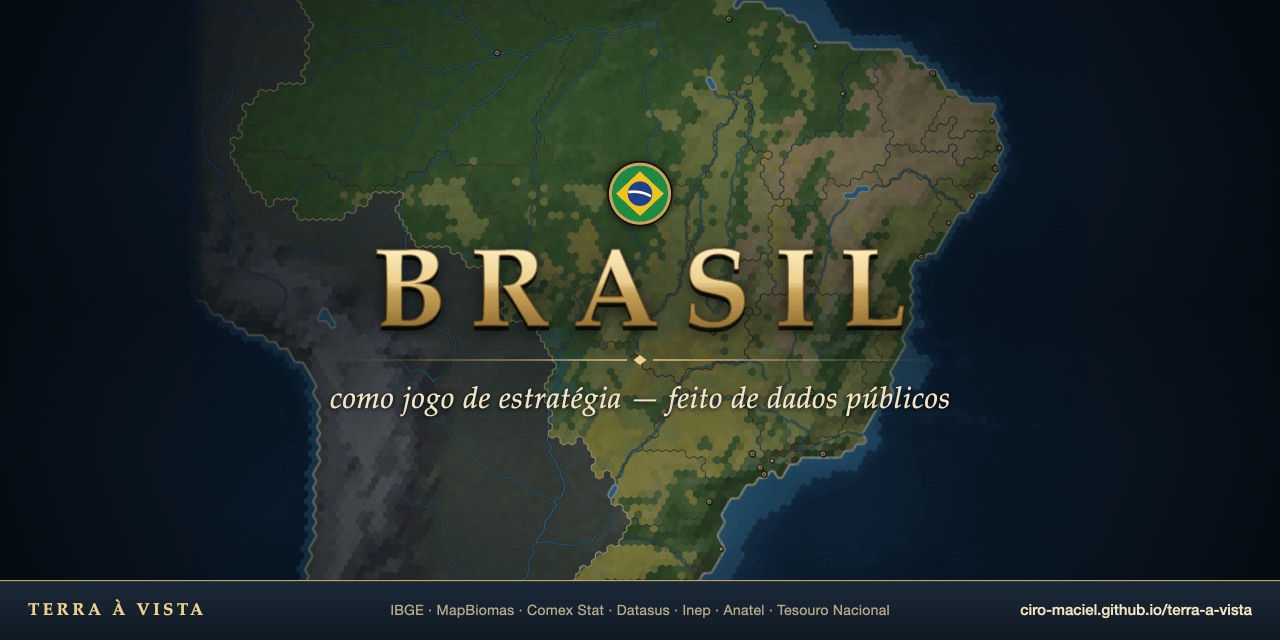 BRASIL
como jogo de estratégia — feito de dados públicos
TERRA À VISTA
IBGE · MapBiomas · Comex Stat · Datasus · Inep · Anatel · Tesouro Nacional
ciro-maciel.github.io/terra-a-vista